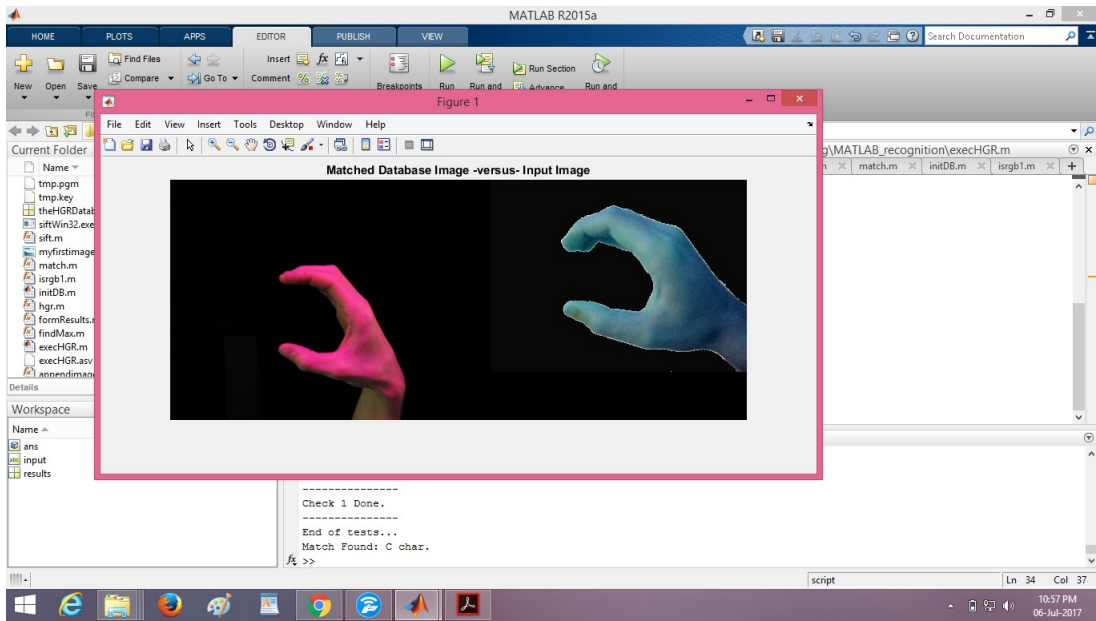 MATLAB R2015a
HOME PLOTS APPS EDITOR PUBLISH VIEW
Search Documentation
Find Files
Insert fx
Compare
Go To
Comment
Run Section
New Open Save
Breakpoints Run Run and Advance Run and
Figure 1
File Edit View Insert Tools Desktop Window Help
Current Folder
g\MATLAB_recognition\execHGR.m
match.m initDB.m isrgb1.m
Name
tmp.pgm
tmp.key
theHGRDatab
siftWin32.exe
sift.m
myfirstimage
match.m
isrgb1.m
initDB.m
hgr.m
formResults.
findMax.m
execHGR.m
execHGR.asv
appendimag
Matched Database Image -versus- Input Image
Details
Workspace
Name
ans
input
results
---------------
Check 1 Done.
---------------
End of tests...
Match Found: C char.
fx >>
script Ln 34 Col 37
10:57 PM
06-Jul-2017